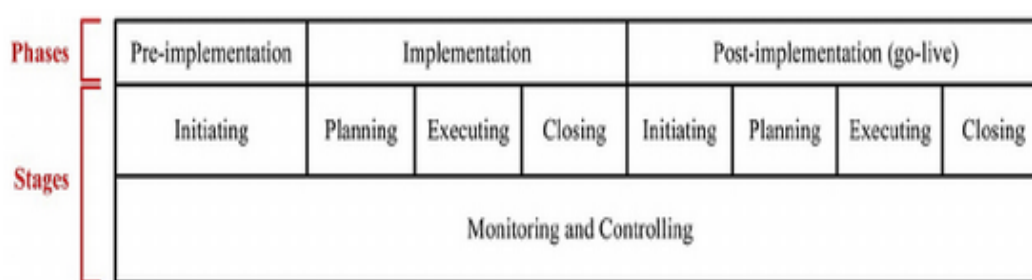 Phases
Pre-implementation
Implementation
Post-implementation (go-live)
Stages
Initiating
Planning
Executing
Closing
Initiating
Planning
Executing
Closing
Monitoring and Controlling